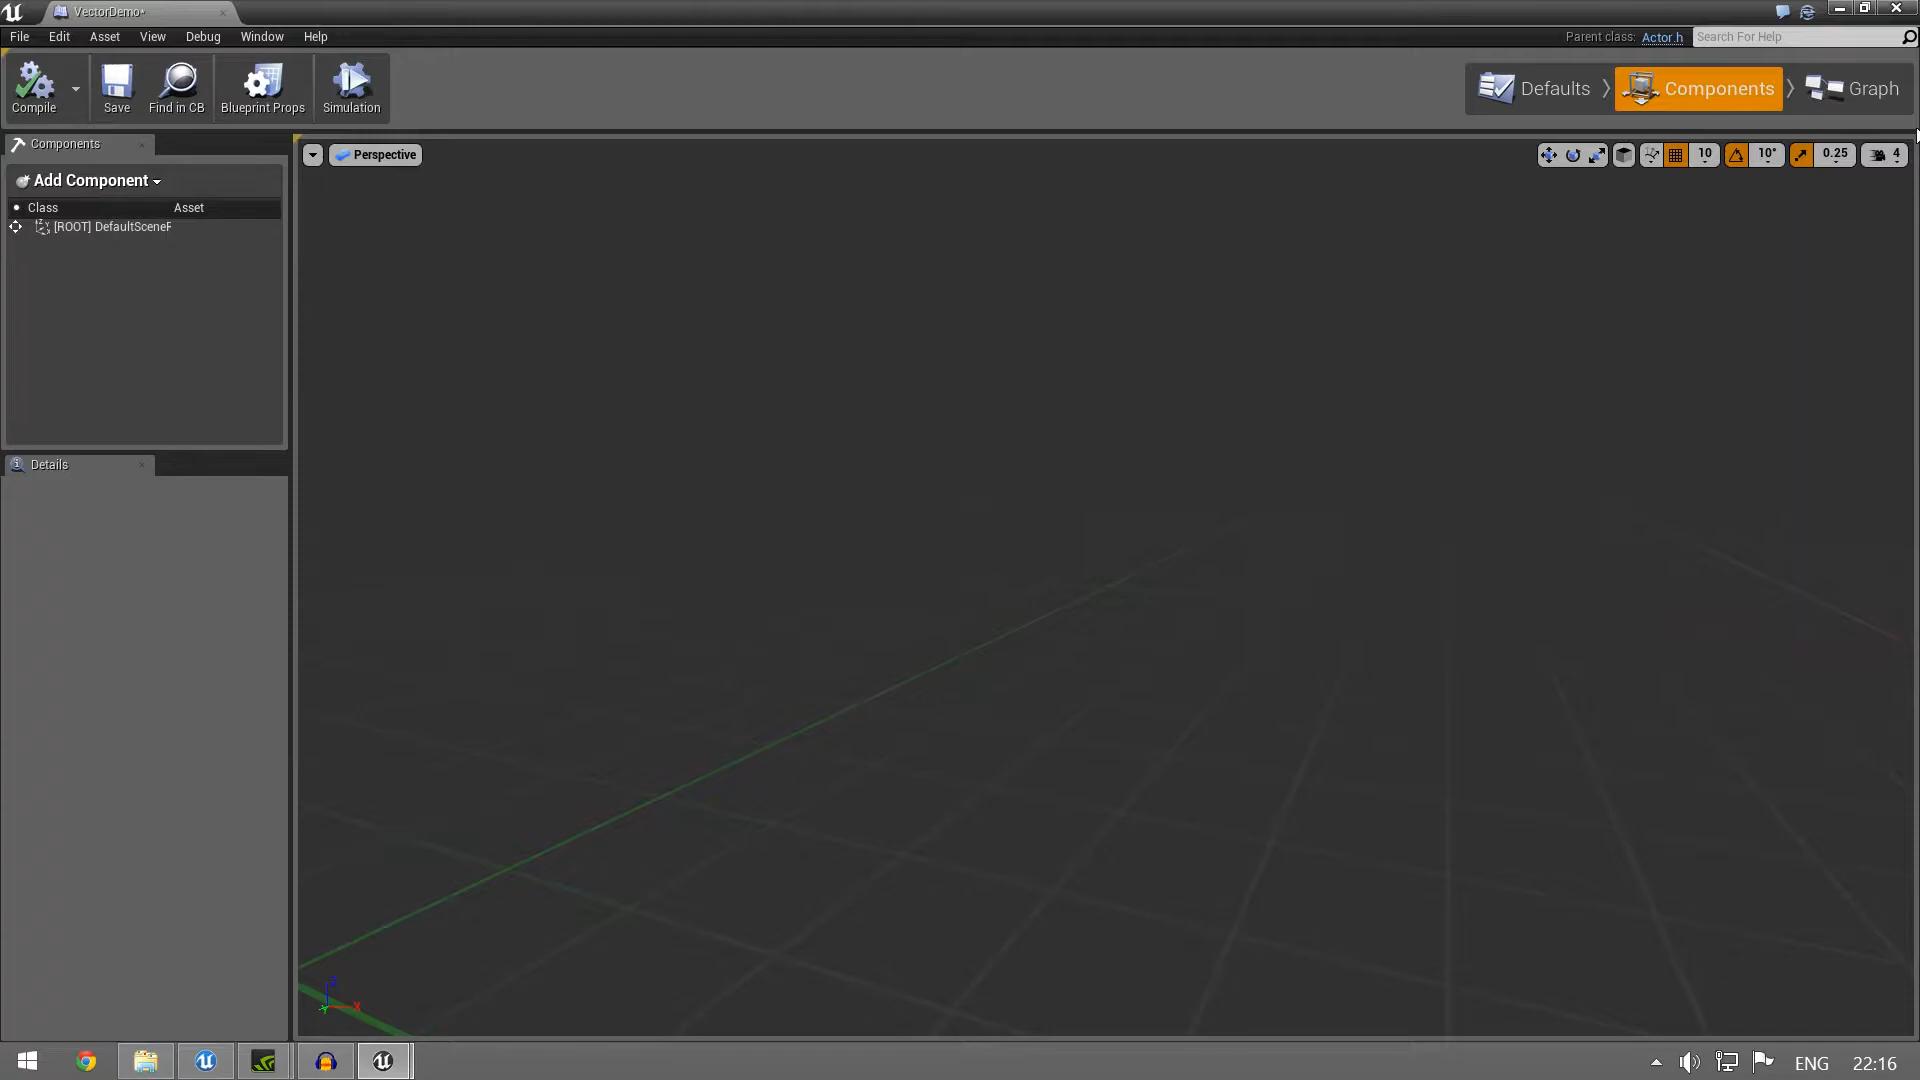 VectorDemo*
File Edit Asset View Debug Window Help
Parent class: Actor.h Search For Help
Compile Save Find in CB Blueprint Props Simulation
Defaults Components Graph
Components
Perspective
10 10° 0.25 4
Add Component
Class Asset
[ROOT] DefaultSceneF
Details
Z
X
Y
ENG 22:16